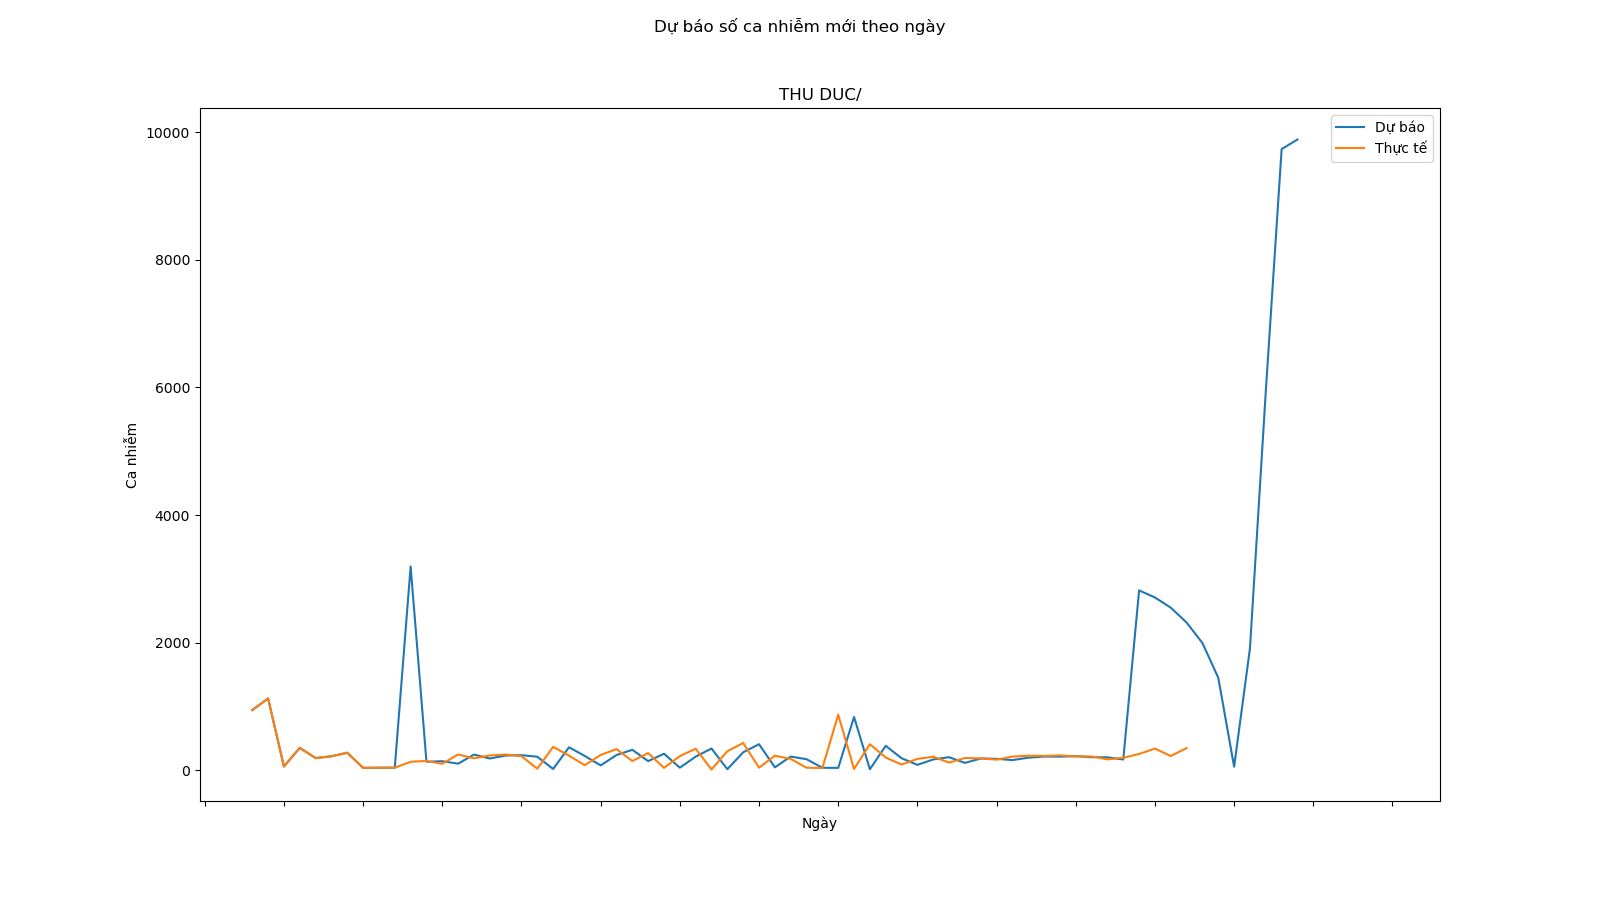 Dự báo số ca nhiễm mới theo ngày
THU DUC/
Dự báo
Thực tế
10000
8000
6000
4000
2000
0
Ca nhiễm
Ngày